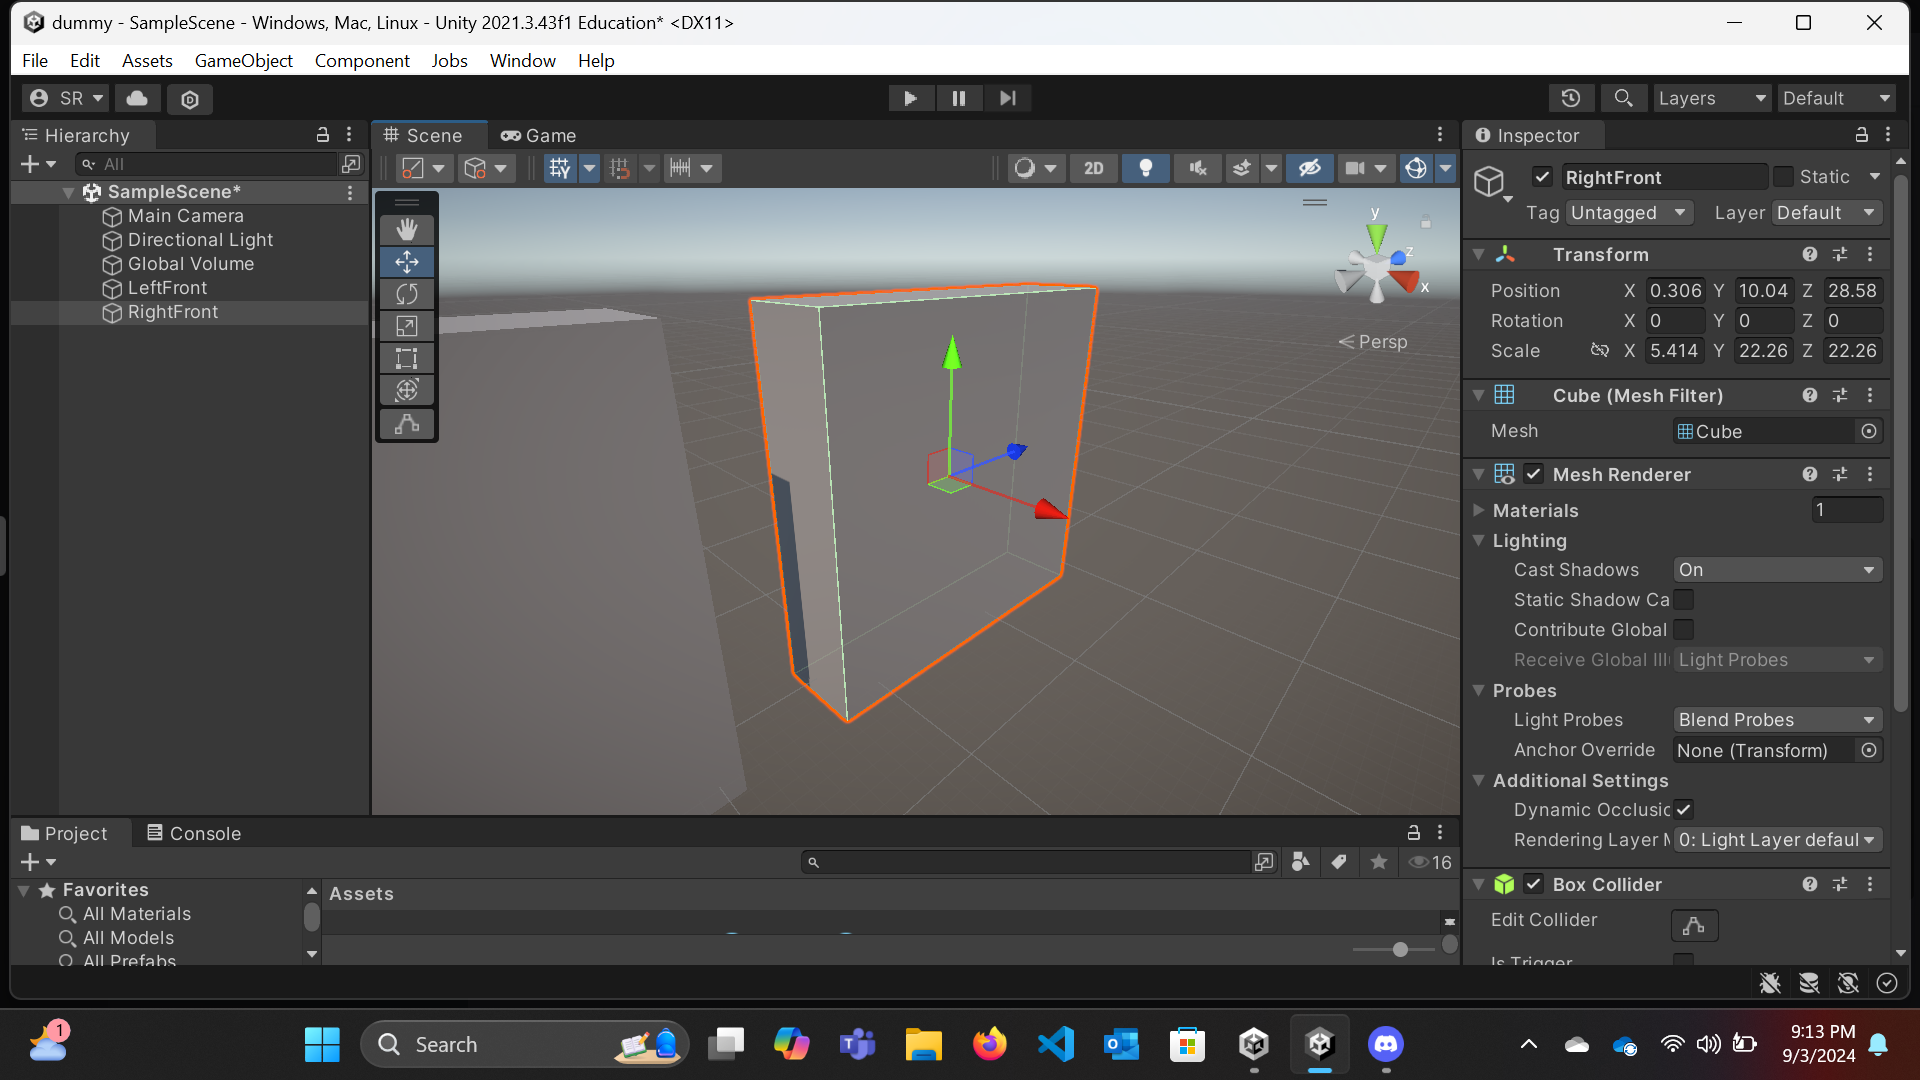 dummy - SampleScene - Windows, Mac, Linux - Unity 2021.3.43f1 Education* <DX11>
File Edit Assets GameObject Component Jobs Window Help
SR Layers Default
Hierarchy
All
SampleScene*
Main Camera
Directional Light
Global Volume
LeftFront
RightFront
Scene Game
2D
y
z
x
Persp
Inspector
RightFront Static
Tag Untagged Layer Default
Transform
Position X 0.306 Y 10.04 Z 28.58
Rotation X 0 Y 0 Z 0
Scale X 5.414 Y 22.26 Z 22.26
Cube (Mesh Filter)
Mesh Cube
Mesh Renderer
Materials 1
Lighting
Cast Shadows On
Static Shadow Ca
Contribute Global
Receive Global Ill Light Probes
Probes
Light Probes Blend Probes
Anchor Override None (Transform)
Additional Settings
Dynamic Occlusic
Rendering Layer M 0: Light Layer defaul
Box Collider
Edit Collider
Is Trigger
Project Console
16
Favorites
All Materials
All Models
All Prefabs
Assets
1
Search
9:13 PM
9/3/2024